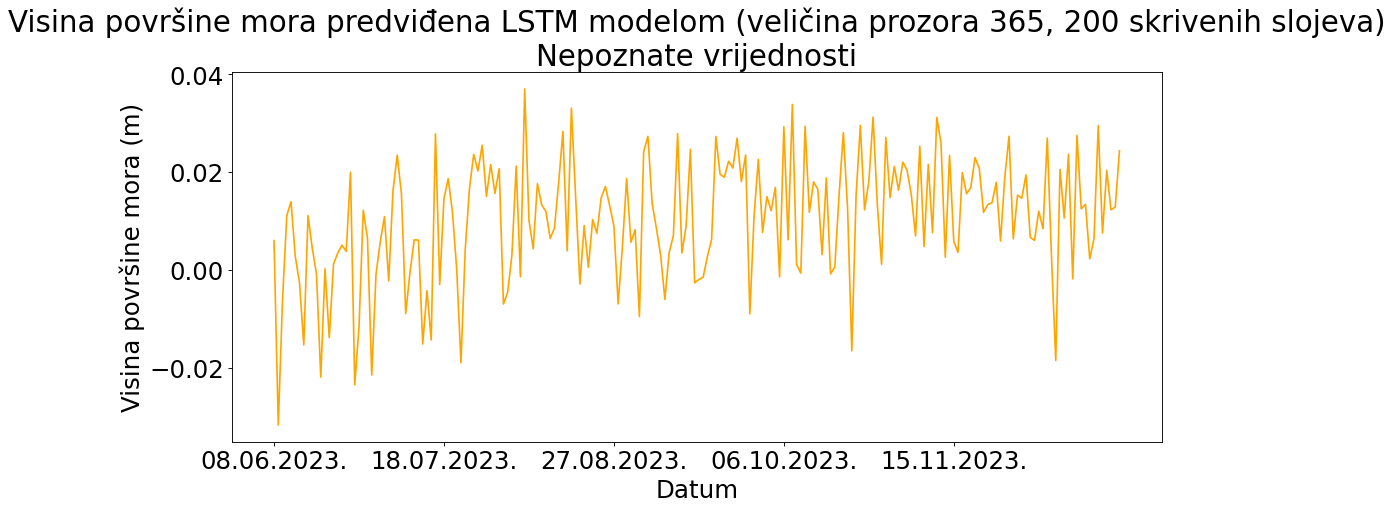 Visina površine mora predviđena LSTM modelom (veličina prozora 365, 200 skrivenih slojeva)
Nepoznate vrijednosti
Visina površine mora (m)
0.04
0.02
0.00
−0.02
08.06.2023. 18.07.2023. 27.08.2023. 06.10.2023. 15.11.2023.
Datum